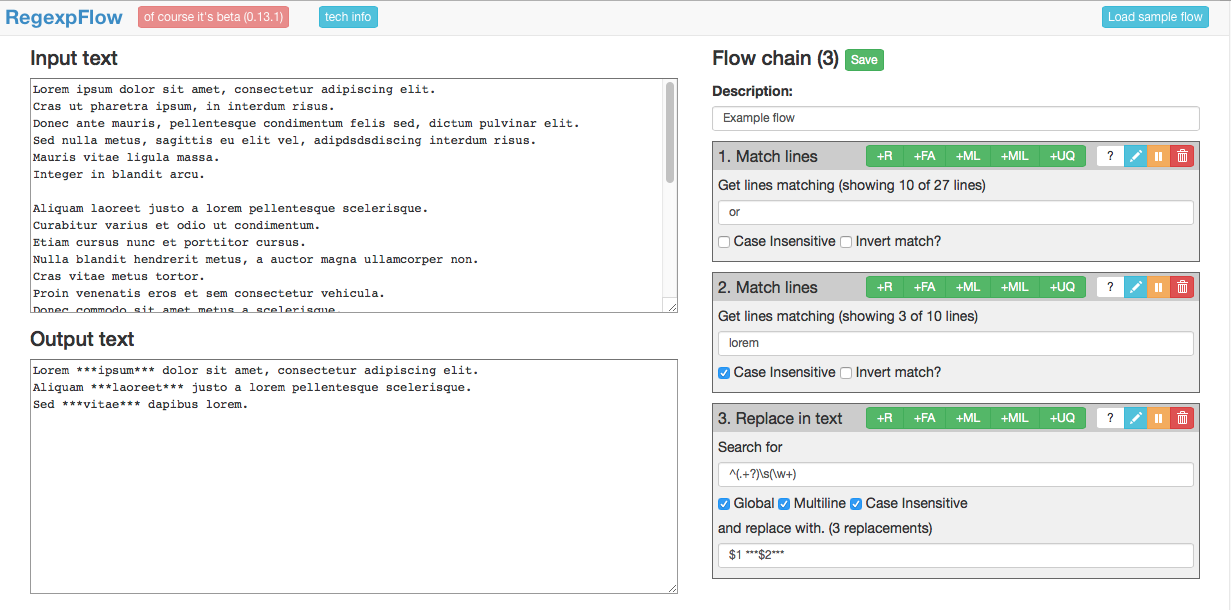 RegexpFlow of course it's beta (0.13.1) tech info Load sample flow
Input text
Lorem ipsum dolor sit amet, consectetur adipiscing elit.
Cras ut pharetra ipsum, in interdum risus.
Donec ante mauris, pellentesque condimentum felis sed, dictum pulvinar elit.
Sed nulla metus, sagittis eu elit vel, adipdsdsdiscing interdum risus.
Mauris vitae ligula massa.
Integer in blandit arcu.
Aliquam laoreet justo a lorem pellentesque scelerisque.
Curabitur varius et odio ut condimentum.
Etiam cursus nunc et porttitor cursus.
Nulla blandit hendrerit metus, a auctor magna ullamcorper non.
Cras vitae metus tortor.
Proin venenatis eros et sem consectetur vehicula.
Donec commodo sit amet metus a scelerisque.
Output text
Lorem ***ipsum*** dolor sit amet, consectetur adipiscing elit.
Aliquam ***laoreet*** justo a lorem pellentesque scelerisque.
Sed ***vitae*** dapibus lorem.
Flow chain (3) Save
Description:
Example flow
1. Match lines +R +FA +ML +MIL +UQ ?
Get lines matching (showing 10 of 27 lines)
or
Case Insensitive Invert match?
2. Match lines +R +FA +ML +MIL +UQ ?
Get lines matching (showing 3 of 10 lines)
lorem
Case Insensitive Invert match?
3. Replace in text +R +FA +ML +MIL +UQ ?
Search for
^(.+?)\s(\w+)
Global Multiline Case Insensitive
and replace with. (3 replacements)
$1 ***$2***